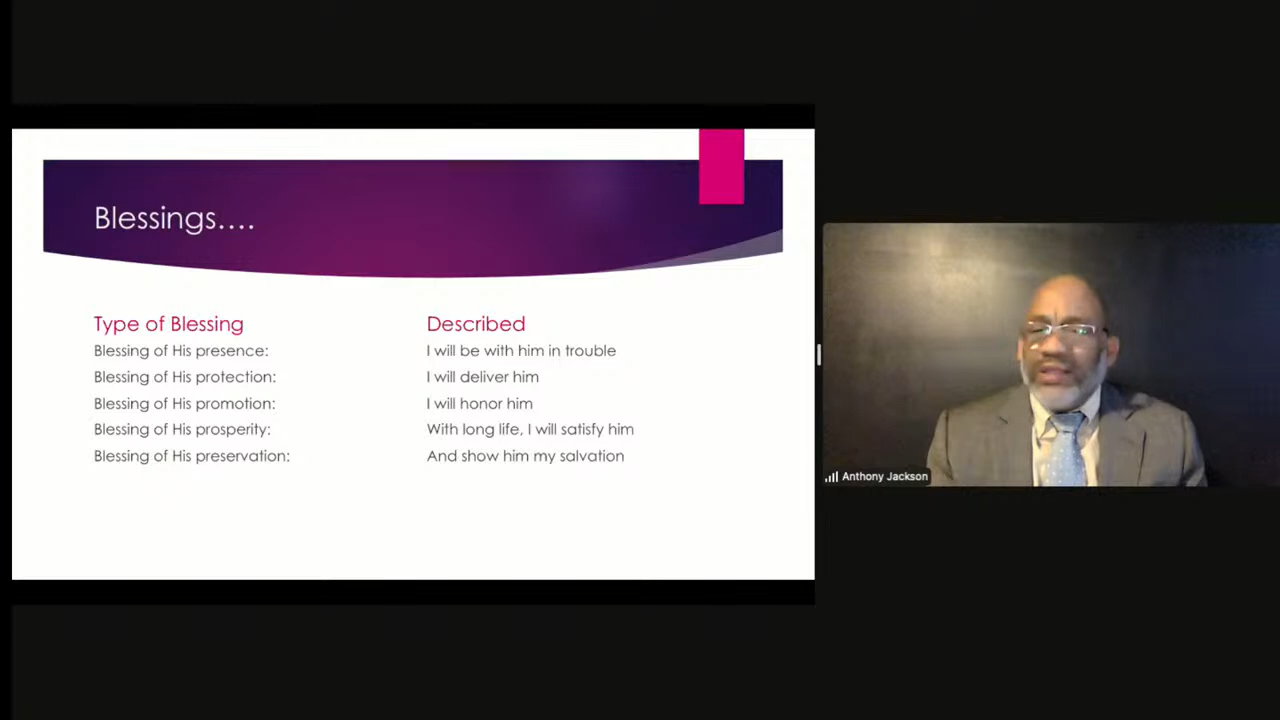 Blessings....
Type of Blessing Described
Blessing of His presence: I will be with him in trouble
Blessing of His protection: I will deliver him
Blessing of His promotion: I will honor him
Blessing of His prosperity: With long life, I will satisfy him
Blessing of His preservation: And show him my salvation
Anthony Jackson